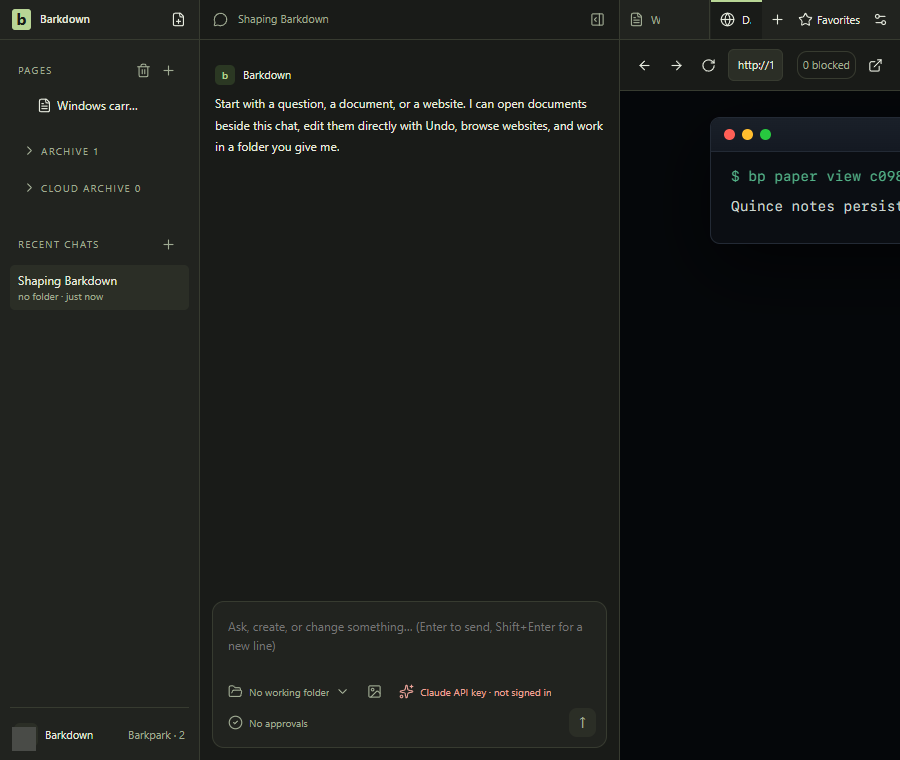 b Barkdown
PAGES
Windows carr...
ARCHIVE 1
CLOUD ARCHIVE 0
RECENT CHATS
Shaping Barkdown
no folder · just now
Barkdown Barkpark · 2
Shaping Barkdown
b Barkdown
Start with a question, a document, or a website. I can open documents
beside this chat, edit them directly with Undo, browse websites, and work
in a folder you give me.
Ask, create, or change something... (Enter to send, Shift+Enter for a
new line)
No working folder Claude API key · not signed in
No approvals
W D. Favorites
http://1 0 blocked
$ bp paper view c098
Quince notes persist